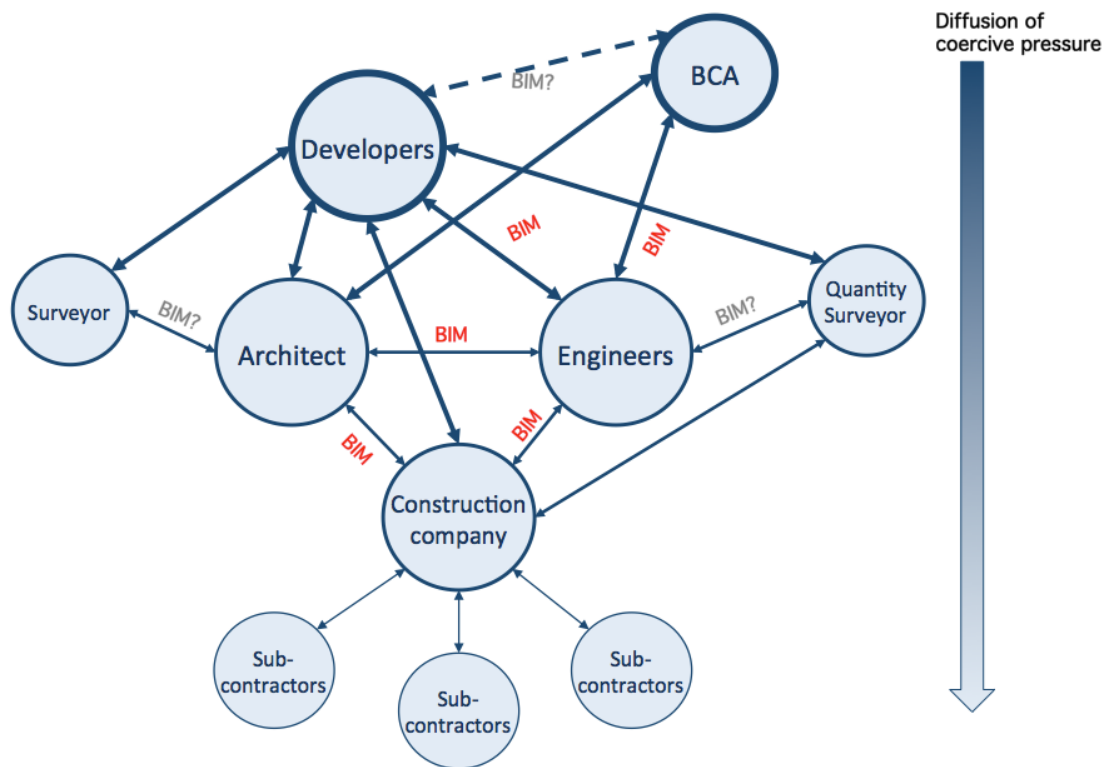 Diffusion of
coercive pressure
BIM?
BCA
Developers
BIM
BIM
Surveyor
BIM?
Architect
BIM
Engineers
BIM?
Quantity
Surveyor
BIM
BIM
Construction
company
Sub-
contractors
Sub-
contractors
Sub-
contractors